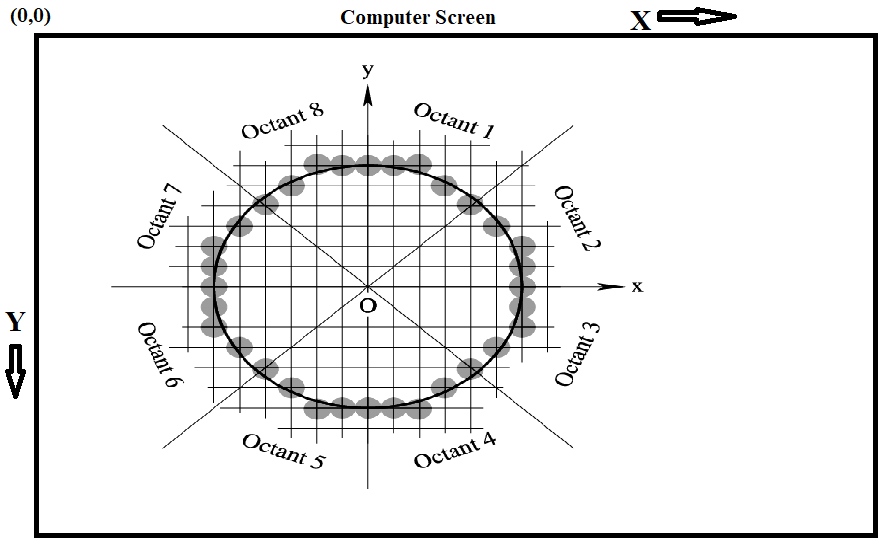 (0,0)
Computer Screen
X
y
Octant 8
Octant 1
Octant 7
Octant 2
x
O
Y
Octant 6
Octant 3
Octant 5
Octant 4